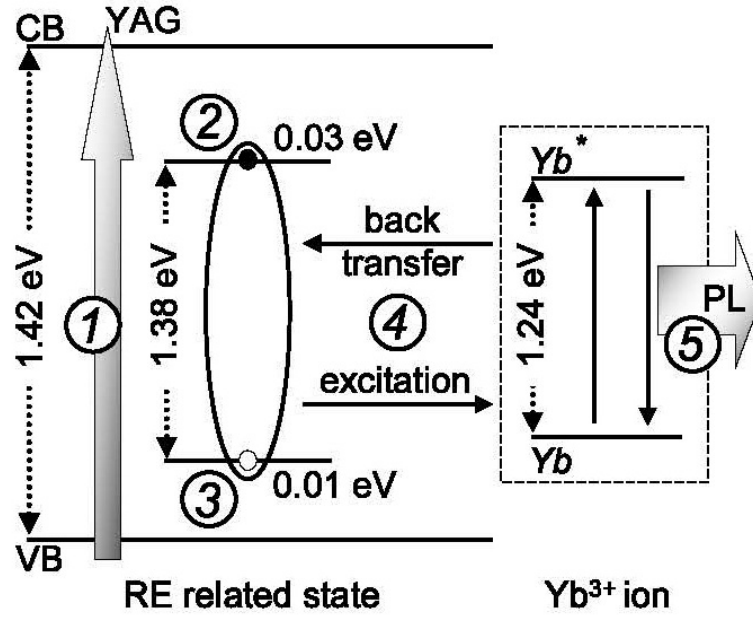 CB YAG
2
0.03 eV
Yb*
back
transfer
1.42 eV
1
1.38 eV
4
1.24 eV
PL
5
excitation
Yb
3
0.01 eV
VB
RE related state
Yb³⁺ ion